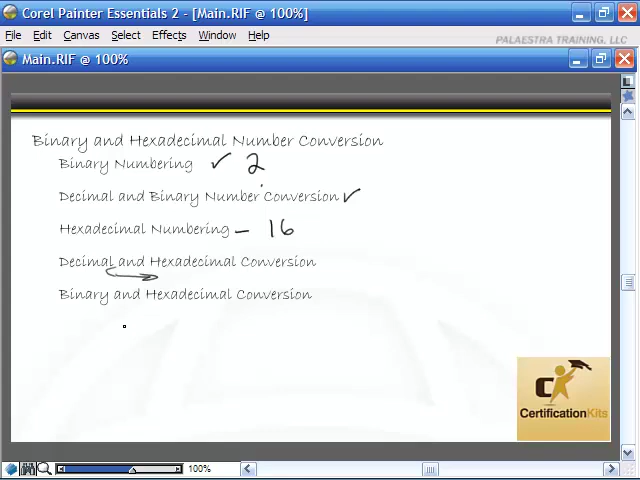 Corel Painter Essentials 2 - [Main.RIF @ 100%]
File Edit Canvas Select Effects Window Help PALAESTRA TRAINING, LLC
Main.RIF @ 100%
Binary and Hexadecimal Number Conversion
Binary Numbering ✓ 2
Decimal and Binary Number Conversion ✓
Hexadecimal Numbering - 16
Decimal and Hexadecimal Conversion
Binary and Hexadecimal Conversion
CK
CertificationKits
100%